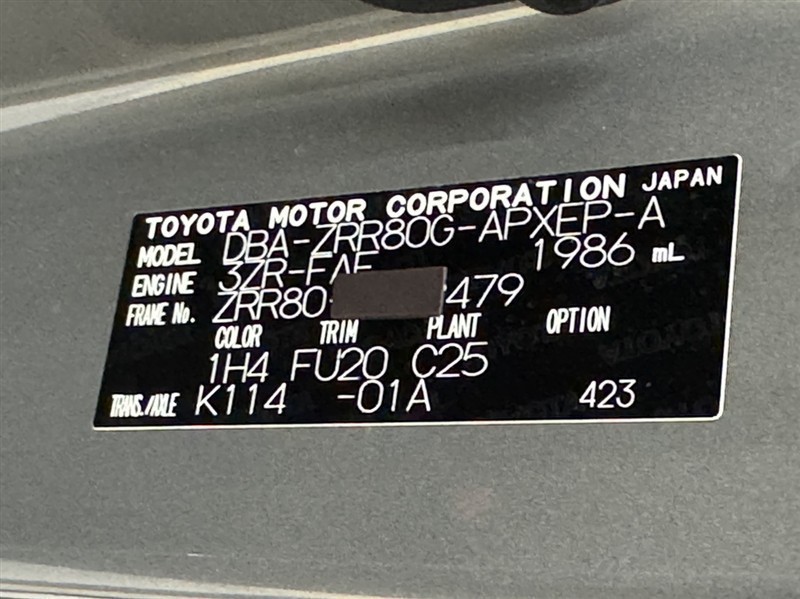 TOYOTA MOTOR CORPORATION JAPAN
MODEL DBA-ZRR80G-APXEP-A
ENGINE 3ZR-FAE 1986 mL
FRAME No. ZRR80- 479
COLOR TRIM PLANT OPTION
1H4 FU20 C25
TRANS./AXLE K114 -01A 423